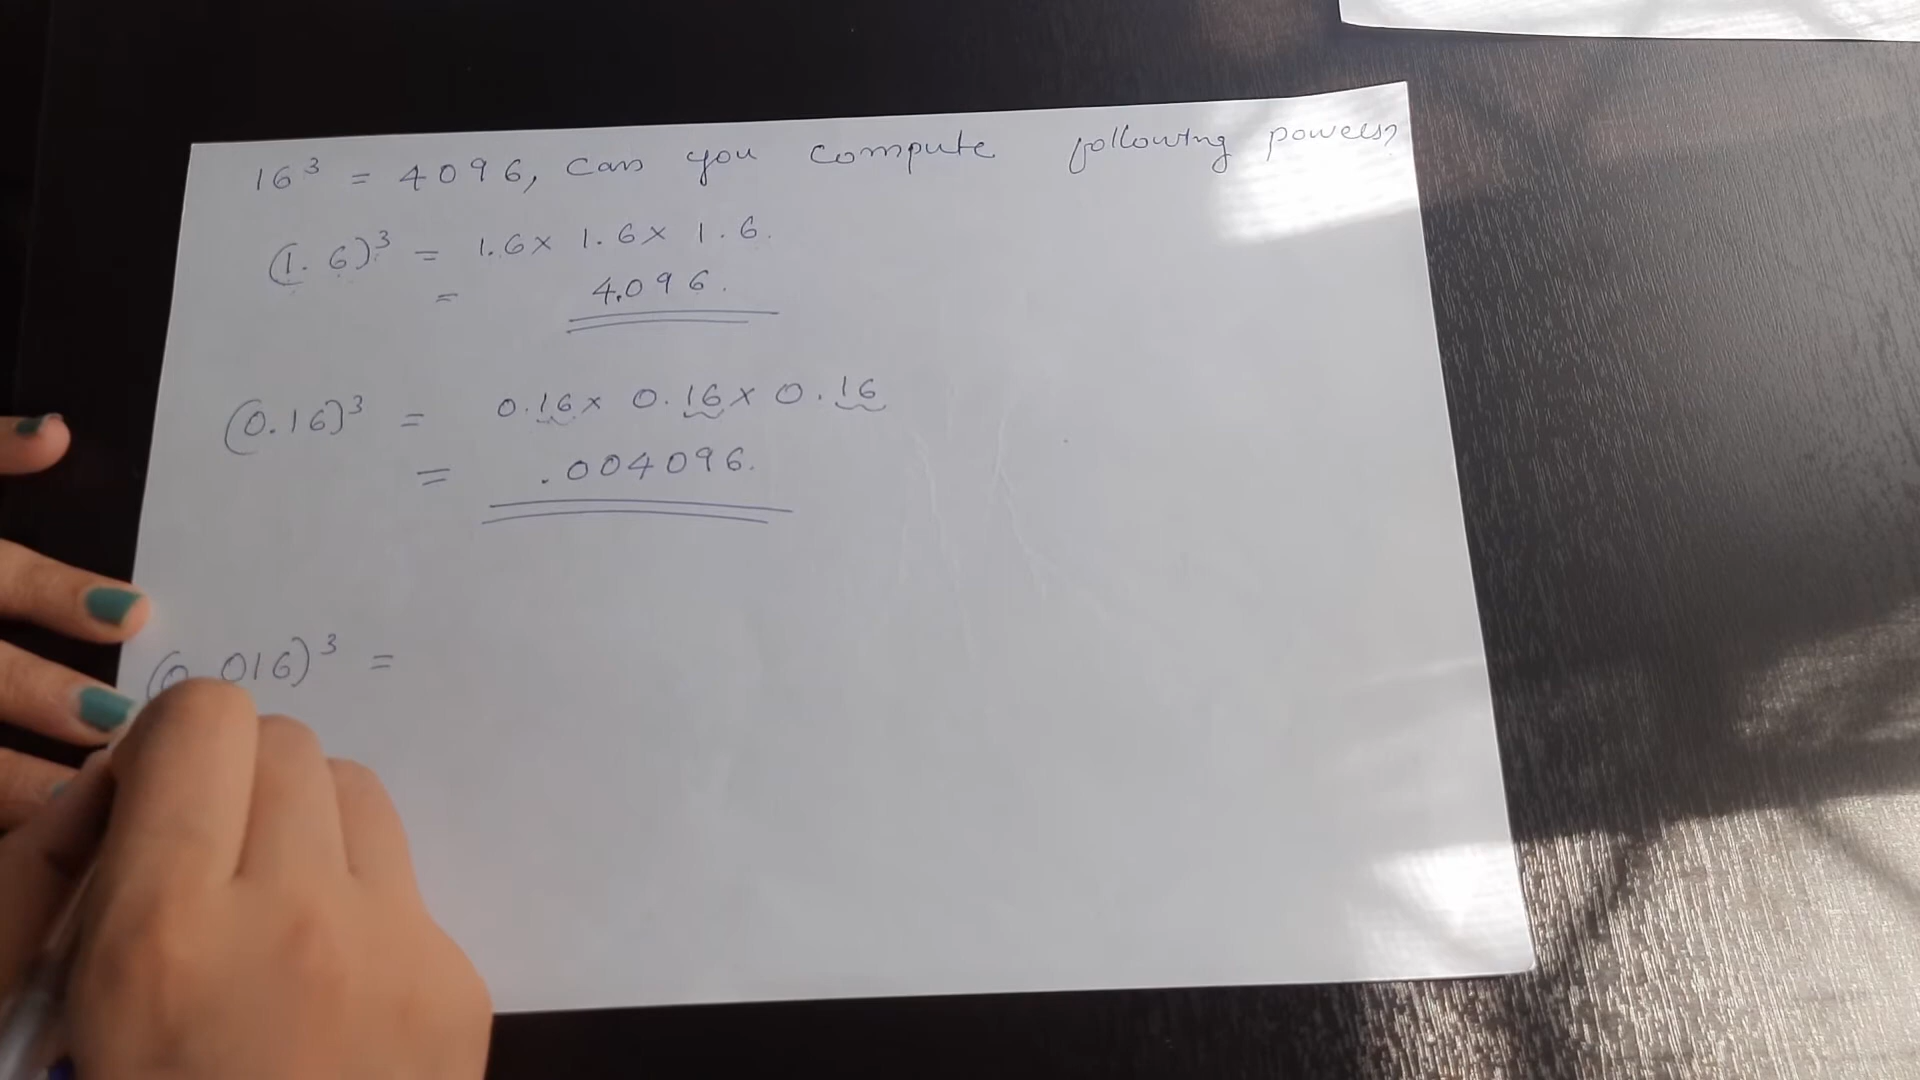 16³ = 4096, can you compute following powers?
(1.6)³ = 1.6 x 1.6 x 1.6.
= 4.096.
(0.16)³ = 0.16 x 0.16 x 0.16
= .004096.
(0.016)³ =